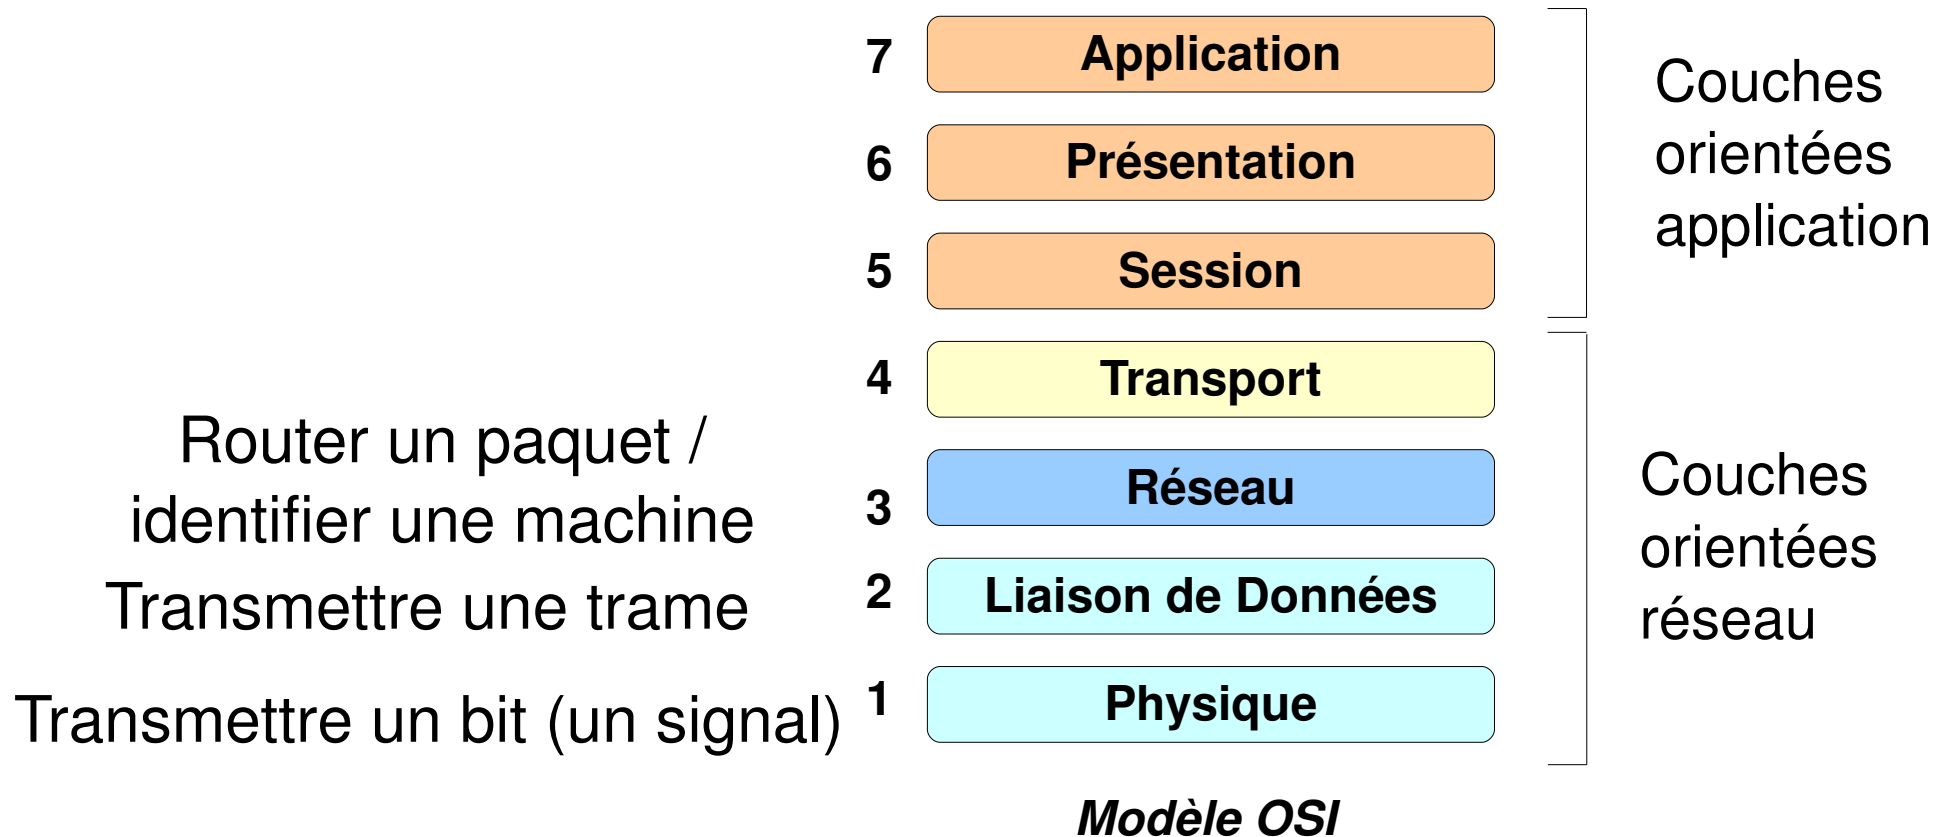 7 Application
6 Présentation
5 Session
Couches
orientées
application
4 Transport
Router un paquet /
identifier une machine
3 Réseau
Transmettre une trame
2 Liaison de Données
Transmettre un bit (un signal)
1 Physique
Couches
orientées
réseau
Modèle OSI